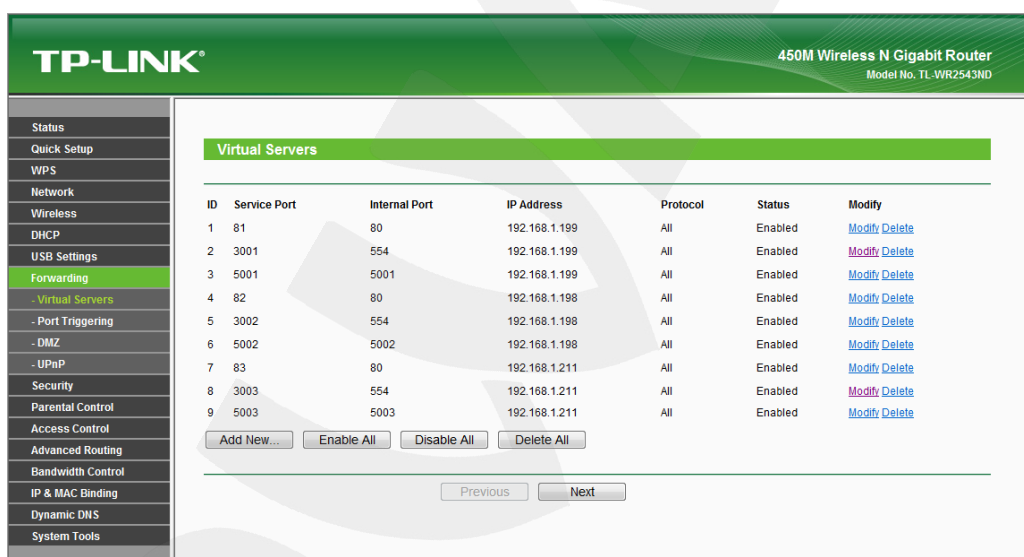 TP-LINK®
450M Wireless N Gigabit Router
Model No. TL-WR2543ND
Status
Quick Setup
WPS
Network
Wireless
DHCP
USB Settings
Forwarding
- Virtual Servers
- Port Triggering
- DMZ
- UPnP
Security
Parental Control
Access Control
Advanced Routing
Bandwidth Control
IP & MAC Binding
Dynamic DNS
System Tools
Virtual Servers
ID Service Port Internal Port IP Address Protocol Status Modify
1 81 80 192.168.1.199 All Enabled Modify Delete
2 3001 554 192.168.1.199 All Enabled Modify Delete
3 5001 5001 192.168.1.199 All Enabled Modify Delete
4 82 80 192.168.1.198 All Enabled Modify Delete
5 3002 554 192.168.1.198 All Enabled Modify Delete
6 5002 5002 192.168.1.198 All Enabled Modify Delete
7 83 80 192.168.1.211 All Enabled Modify Delete
8 3003 554 192.168.1.211 All Enabled Modify Delete
9 5003 5003 192.168.1.211 All Enabled Modify Delete
Add New... Enable All Disable All Delete All
Previous Next